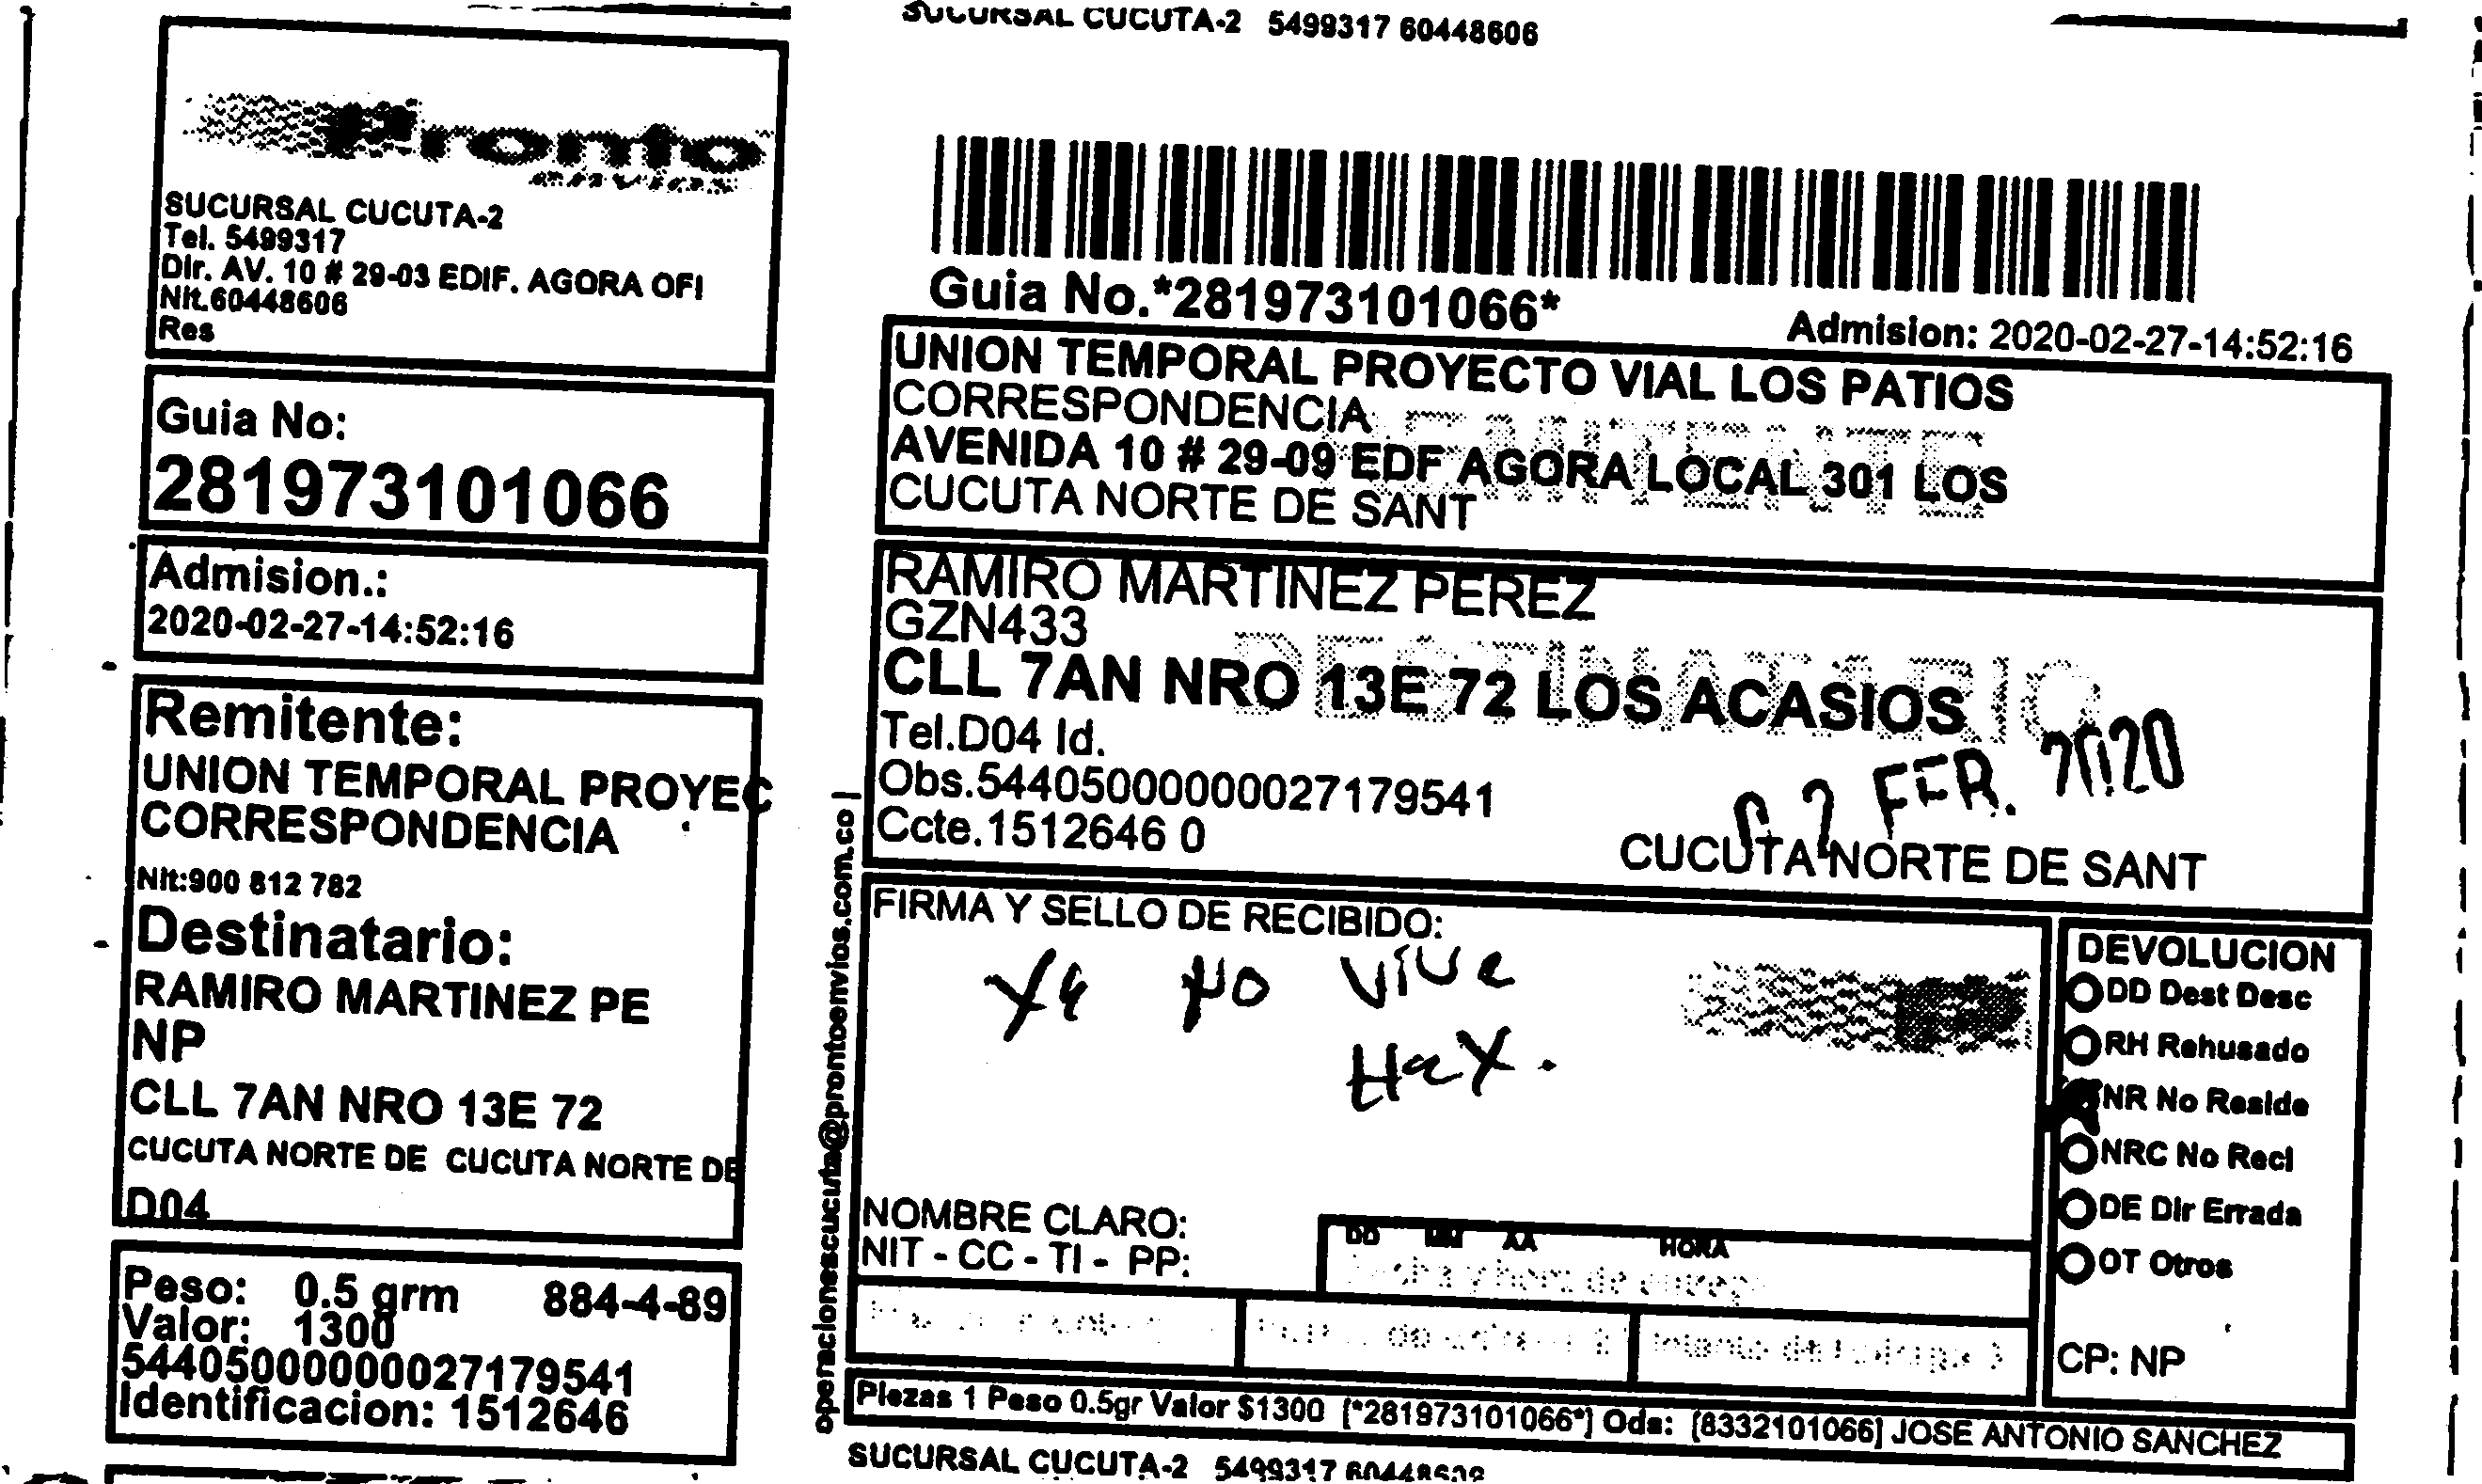 SUCURSAL CUCUTA-2 5499317 60448606
Pronto
envios
SUCURSAL CUCUTA-2
Tel. 5499317
Dir. AV. 10 # 29-03 EDIF. AGORA OFI
Nit.60448606
Res
Guia No:
281973101066
Admision.:
2020-02-27-14:52:16
Remitente:
UNION TEMPORAL PROYEC
CORRESPONDENCIA
Nit:900 812 782
Destinatario:
RAMIRO MARTINEZ PE
NP
CLL 7AN NRO 13E 72
CUCUTA NORTE DE CUCUTA NORTE DE
D04
Peso: 0.5 grm 884-4-89
Valor: 1300
54405000000027179541
Identificacion: 1512646
operacionescucuta@prontoenvios.com.co |
Guia No.*281973101066*
Admision: 2020-02-27-14:52:16
UNION TEMPORAL PROYECTO VIAL LOS PATIOS
CORRESPONDENCIA
REMITENTE
AVENIDA 10 # 29-09 EDF AGORA LOCAL 301 LOS
CUCUTA NORTE DE SANT
RAMIRO MARTINEZ PEREZ
GZN433
DESTINATARIO
CLL 7AN NRO 13E 72 LOS ACASIOS
Tel.D04 Id.
Obs.54405000000027179541
Ccte.1512646 0
FEB. 2020
CUCUTA NORTE DE SANT
FIRMA Y SELLO DE RECIBIDO:
Ya no vive
Hay.
NOMBRE CLARO:
NIT - CC - TI - PP:
DD MM AA HORA
DEVOLUCION
DD Dest Desc
RH Rehusado
NR No Reside
NRC No Recl
DE Dir Errada
OT Otros
CP: NP
Piezas 1 Peso 0.5gr Valor $1300 [*281973101066*] Ods: [8332101066] JOSE ANTONIO SANCHEZ
SUCURSAL CUCUTA-2 5499317